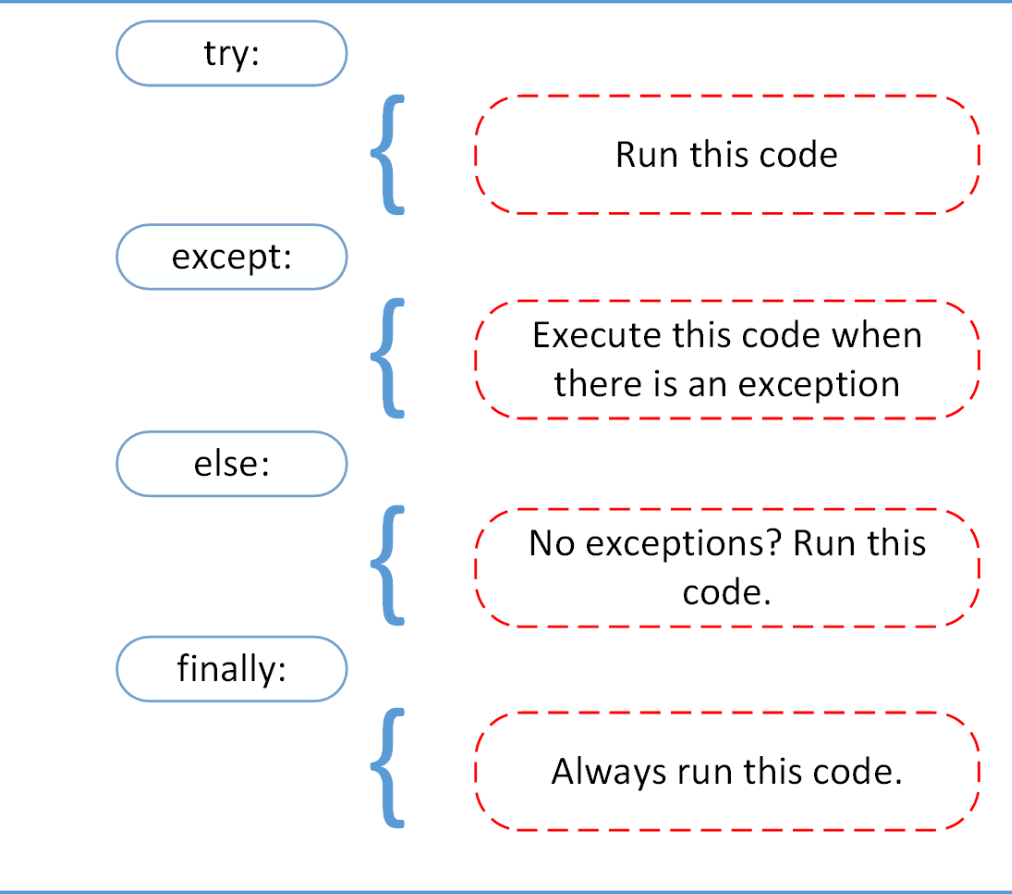 try:
Run this code
except:
Execute this code when
there is an exception
else:
No exceptions? Run this
code.
finally:
Always run this code.